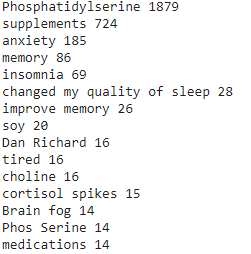 Phosphatidylserine 1879
supplements 724
anxiety 185
memory 86
insomnia 69
changed my quality of sleep 28
improve memory 26
soy 20
Dan Richard 16
tired 16
choline 16
cortisol spikes 15
Brain fog 14
Phos Serine 14
medications 14